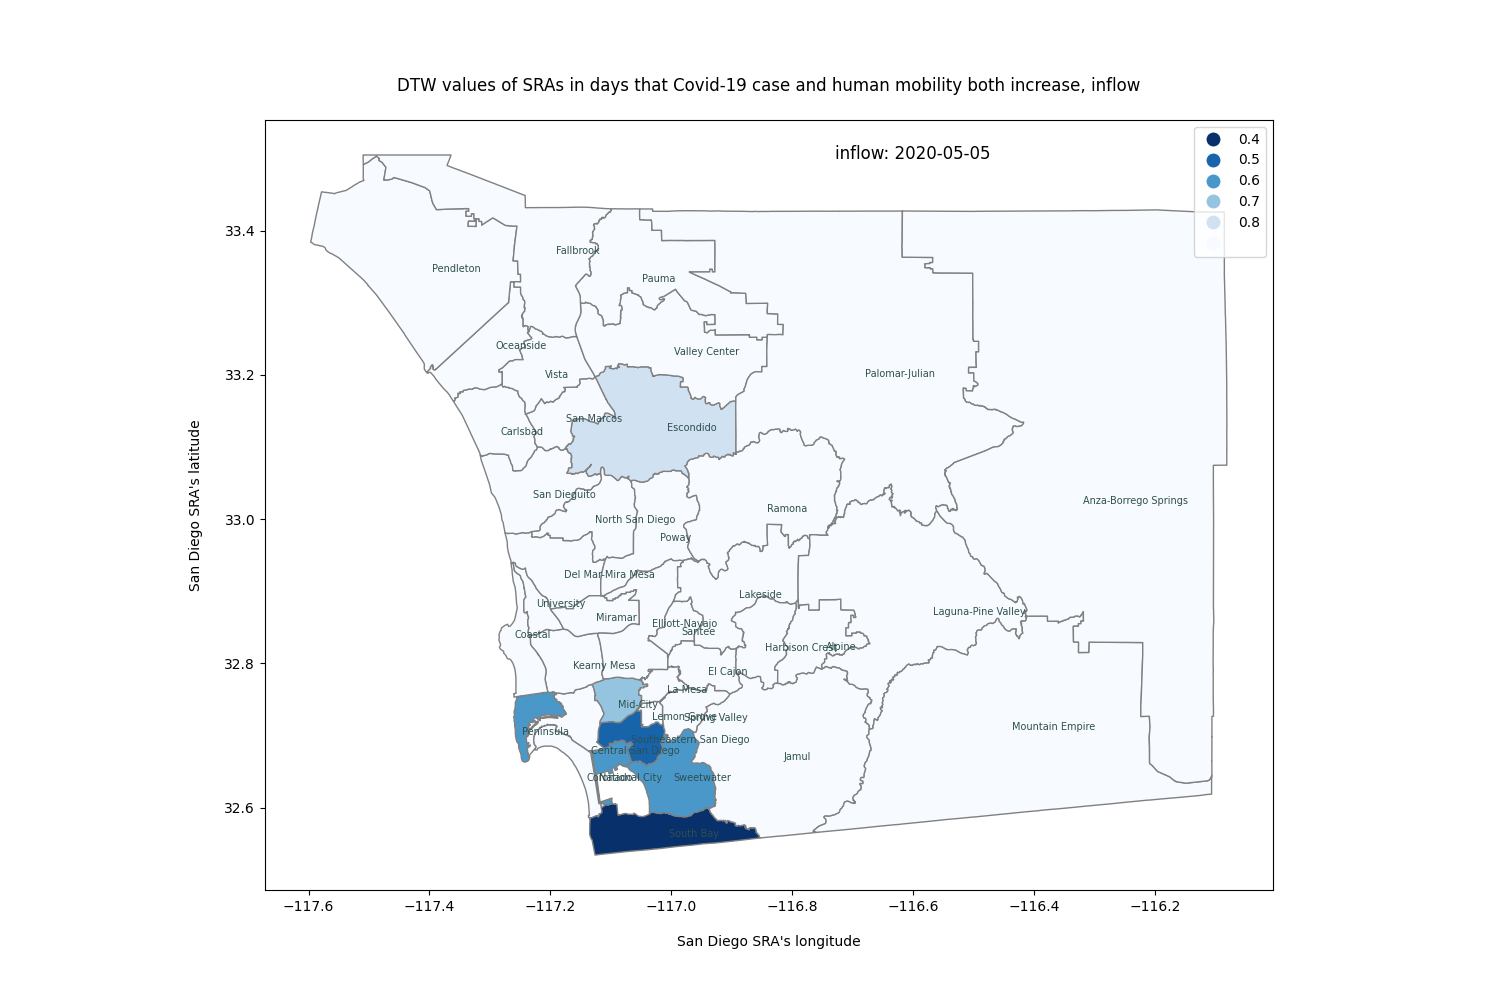 DTW values of SRAs in days that Covid-19 case and human mobility both increase, inflow
inflow: 2020-05-05
0.4
0.5
0.6
0.7
0.8
33.4
33.2
33.0
32.8
32.6
San Diego SRA's latitude
Fallbrook
Pendleton
Pauma
Oceanside
Valley Center
Vista
Palomar-Julian
San Marcos
Escondido
Carlsbad
San Dieguito
Anza-Borrego Springs
Ramona
North San Diego
Poway
Del Mar-Mira Mesa
Lakeside
University
Miramar
Laguna-Pine Valley
Elliott-Navajo
Santee
Coastal
Harbison Crest
Alpine
Kearny Mesa
El Cajon
La Mesa
Mid-City
Lemon Grove
Spring Valley
Mountain Empire
Peninsula
Southeastern San Diego
Central San Diego
Jamul
Coronado
National City
Sweetwater
South Bay
−117.6
−117.4
−117.2
−117.0
−116.8
−116.6
−116.4
−116.2
San Diego SRA's longitude